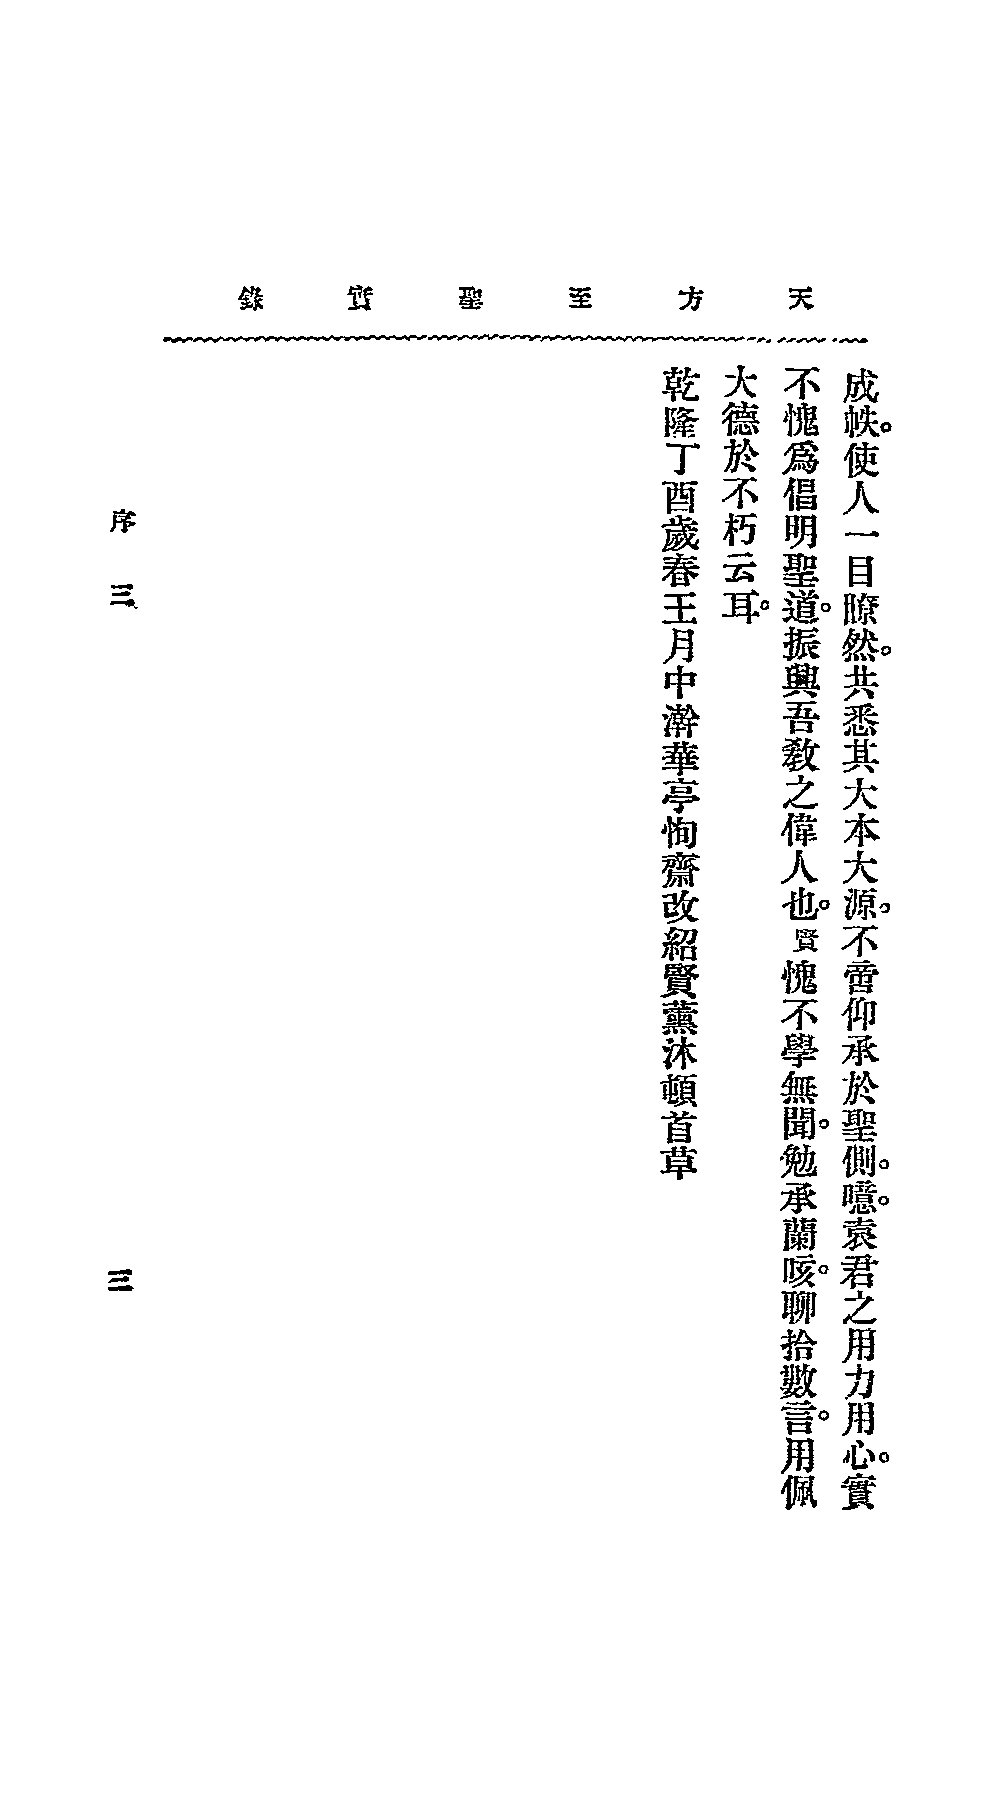 天方至聖實錄
成帙。使人一目瞭然。共悉其大本大源。不啻仰承於聖側。噫。袁君之用力用心。實
不愧爲倡明聖道。振興吾敎之偉人也。賢愧不學無聞。勉承蘭咳。聊拾數言。用佩
大德於不朽云耳。
乾隆丁酉歲春王月中澣華亭恂齋改紹賢薰沐頓首草
序三
三